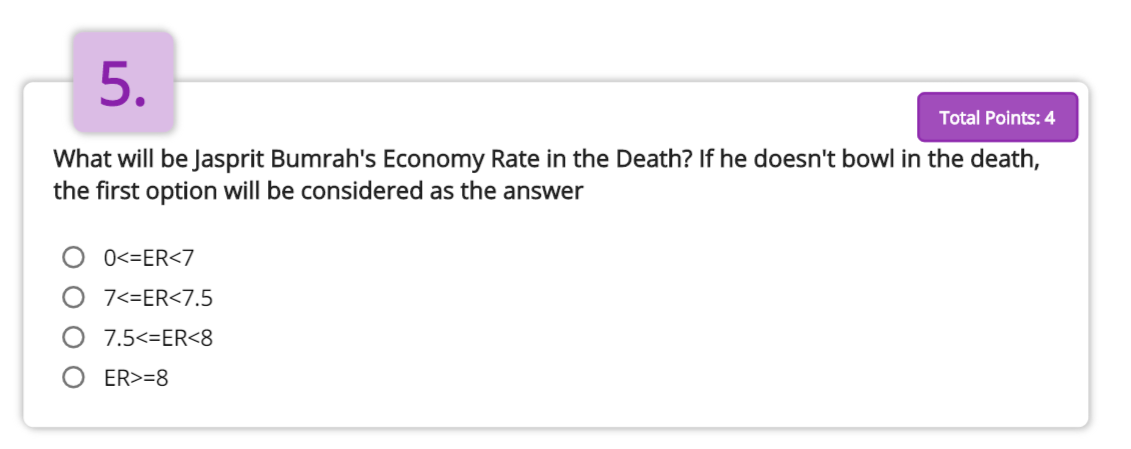 5.
Total Points: 4
What will be Jasprit Bumrah's Economy Rate in the Death? If he doesn't bowl in the death,
the first option will be considered as the answer
0<=ER<7
7<=ER<7.5
7.5<=ER<8
ER>=8